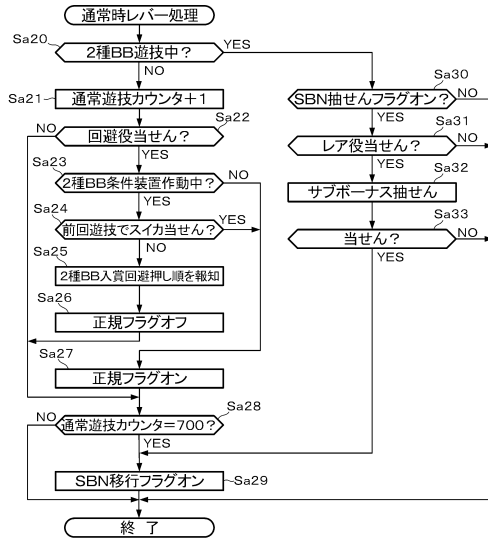 通常時レバー処理
Sa20
2種BB遊技中？
YES
NO
Sa21
通常遊技カウンタ＋1
Sa22
NO
回避役当せん？
YES
Sa23
2種BB条件装置作動中？
NO
YES
Sa24
前回遊技でスイカ当せん？
YES
NO
Sa25
2種BB入賞回避押し順を報知
Sa26
正規フラグオフ
Sa27
正規フラグオン
Sa28
NO
通常遊技カウンタ＝700？
YES
SBN移行フラグオン
Sa29
終 了
Sa30
SBN抽せんフラグオン？
NO
YES
Sa31
レア役当せん？
NO
YES
Sa32
サブボーナス抽せん
Sa33
当せん？
NO
YES